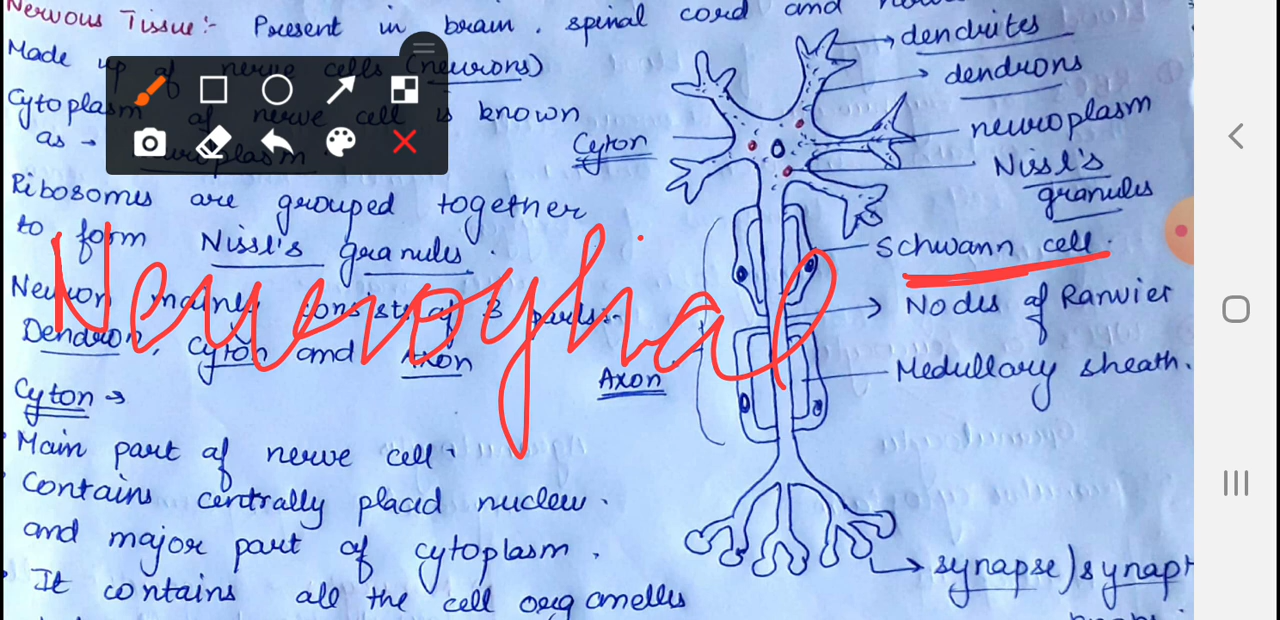 Nervous Tissue:- Present in brain, spinal cord and
Made up of nerve cells (neurons)
Cytoplasm of nerve cell is known
as →
Ribosomes are grouped together
to form Nissl's granules.
Neuron mainly consists of 3 parts:-
Dendron, Cyton and Axon
Cyton →
Main part of nerve cell.
Contains centrally placed nucleus.
and major part of cytoplasm.
It contains all the cell organelles
dendrites
dendrons
Cyton
neuroplasm
Nissl's
granules
Schwann cell.
Nodes of Ranvier
Medullary sheath.
Axon
synapse/synapt
Neuroglial